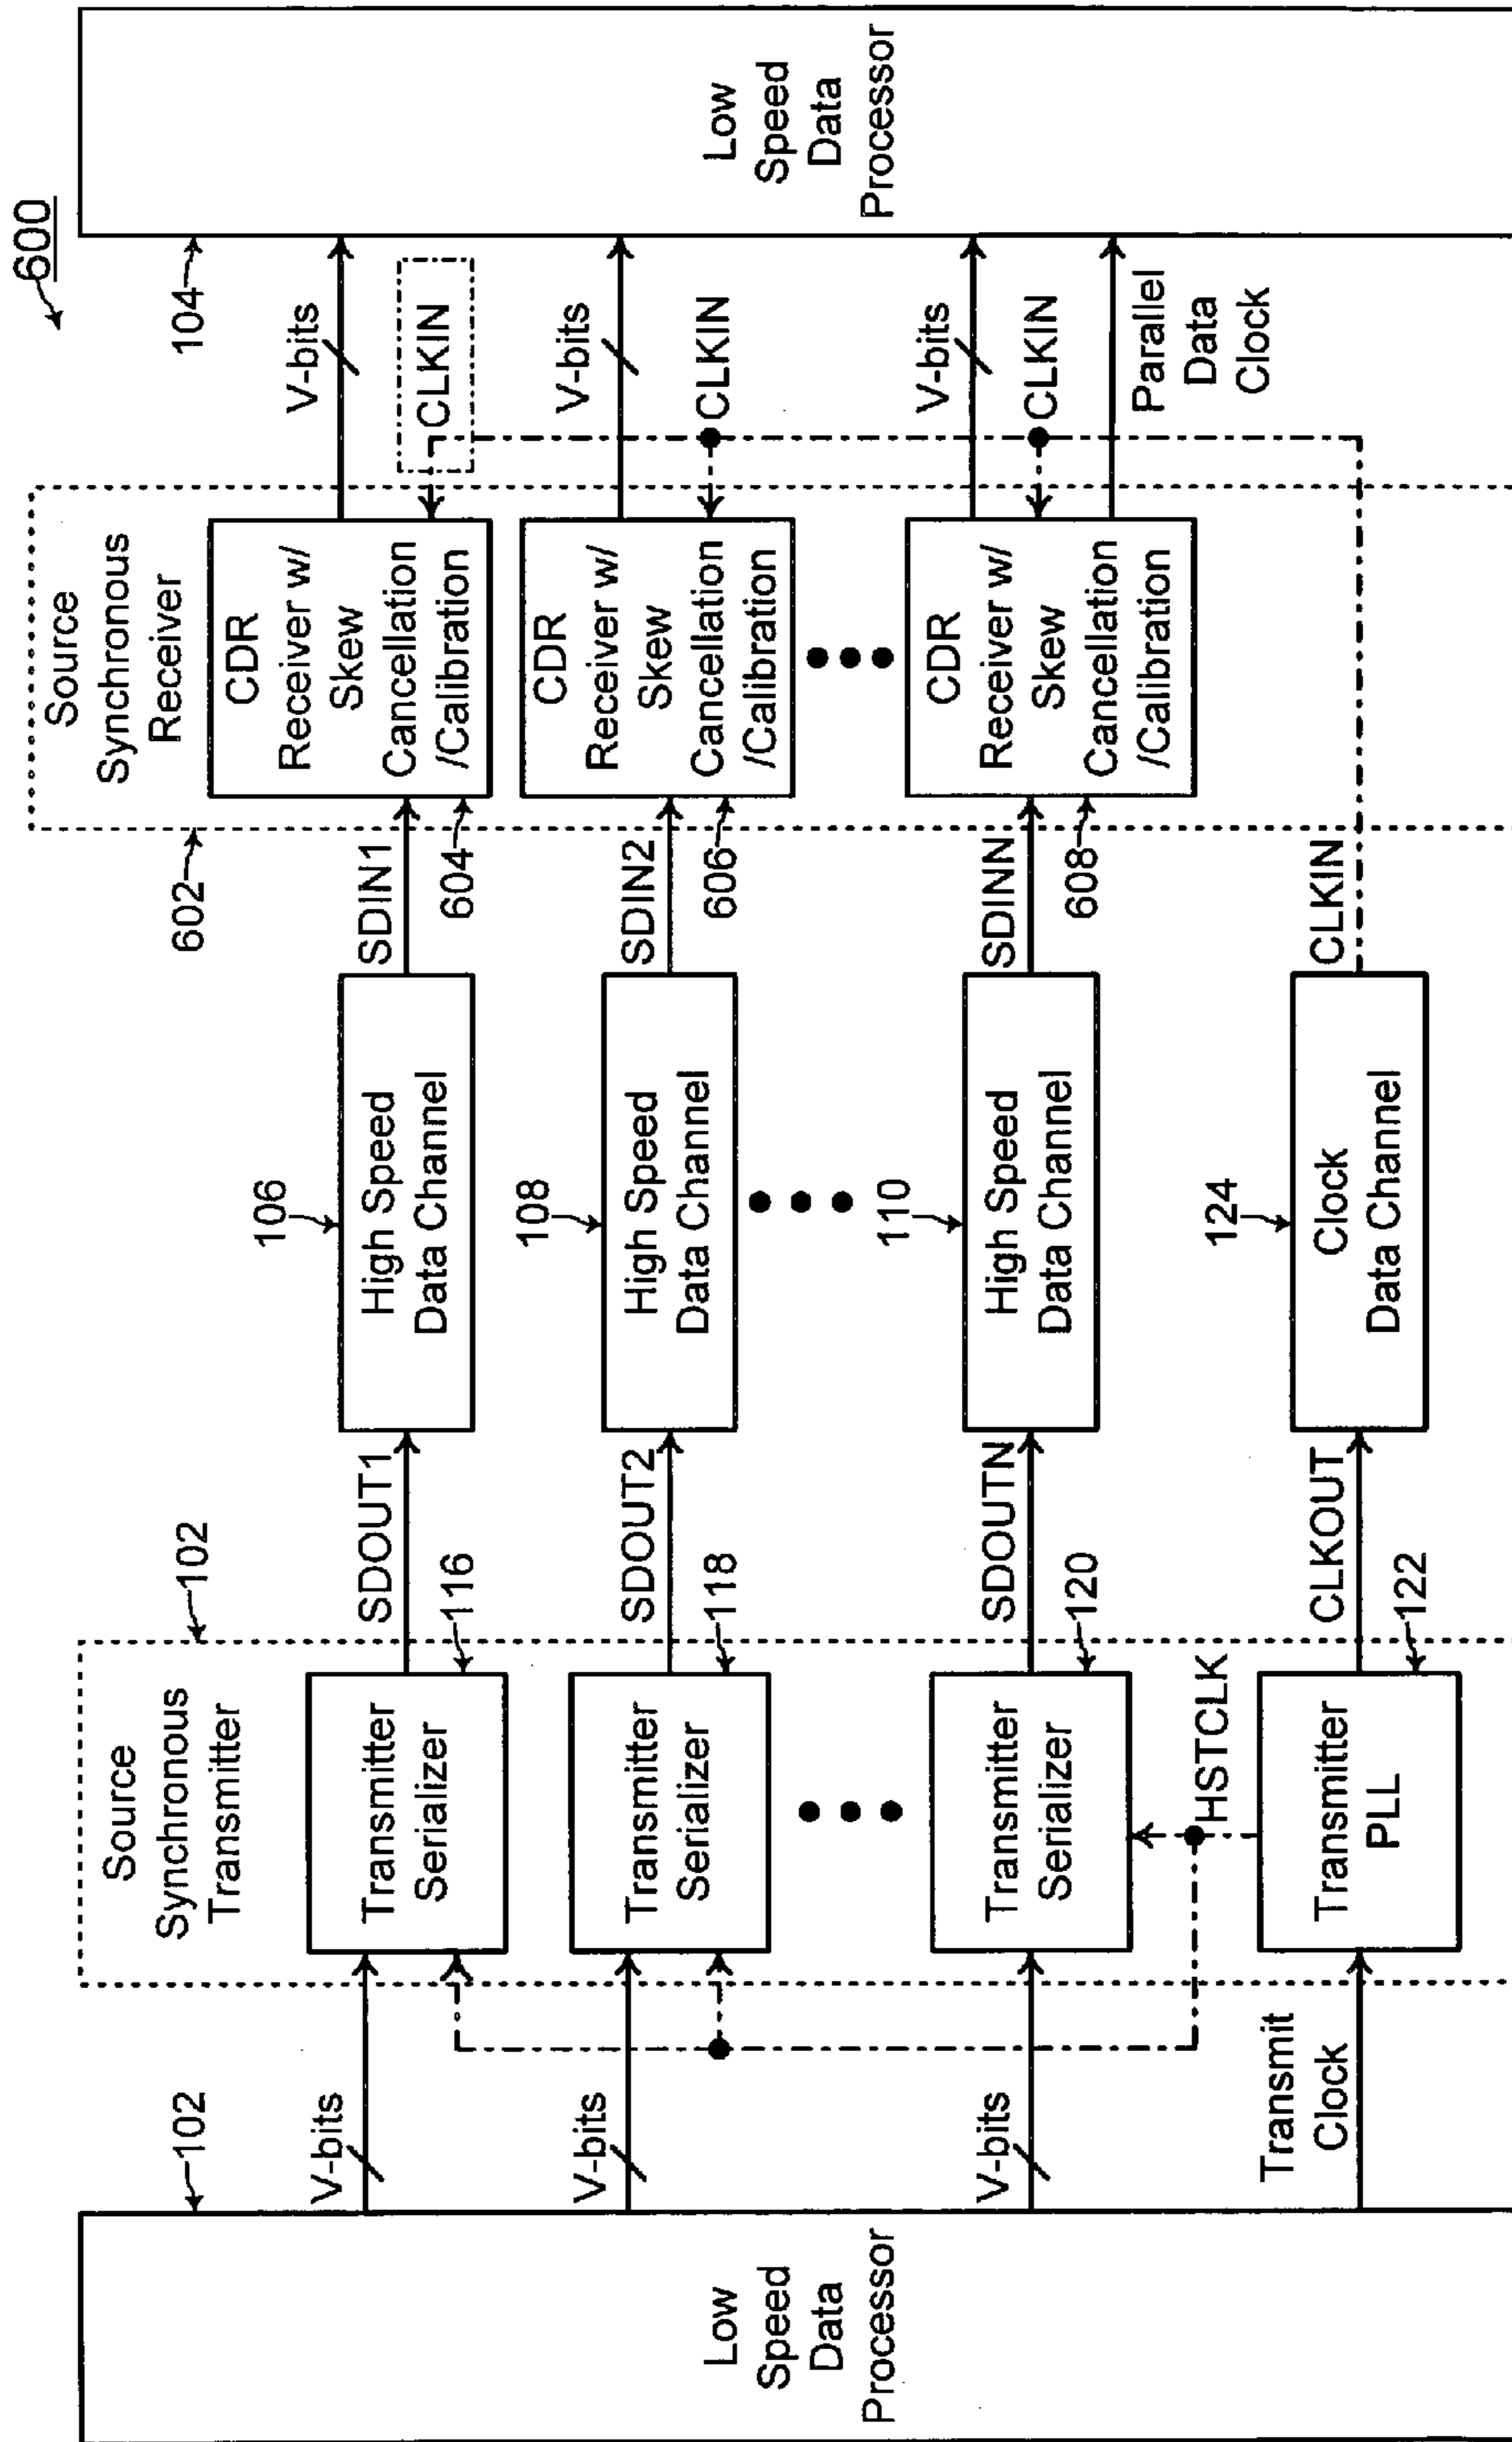 600
Low
Speed
Data
Processor
102
V-bits
V-bits
V-bits
Transmit
Clock
Source
Synchronous
Transmitter
102
Transmitter
Serializer
116
Transmitter
Serializer
118
Transmitter
Serializer
120
HSTCLK
Transmitter
PLL
122
SDOUT1
SDOUT2
SDOUTN
CLKOUT
106
High Speed
Data Channel
108
High Speed
Data Channel
110
High Speed
Data Channel
124
Clock
Data Channel
SDIN1
SDIN2
SDINN
CLKIN
602
Source
Synchronous
Receiver
CDR
Receiver w/
Skew
Cancellation
/Calibration
604
CDR
Receiver w/
Skew
Cancellation
/Calibration
606
CDR
Receiver w/
Skew
Cancellation
/Calibration
608
V-bits
CLKIN
V-bits
CLKIN
V-bits
CLKIN
Parallel
Data
Clock
104
Low
Speed
Data
Processor